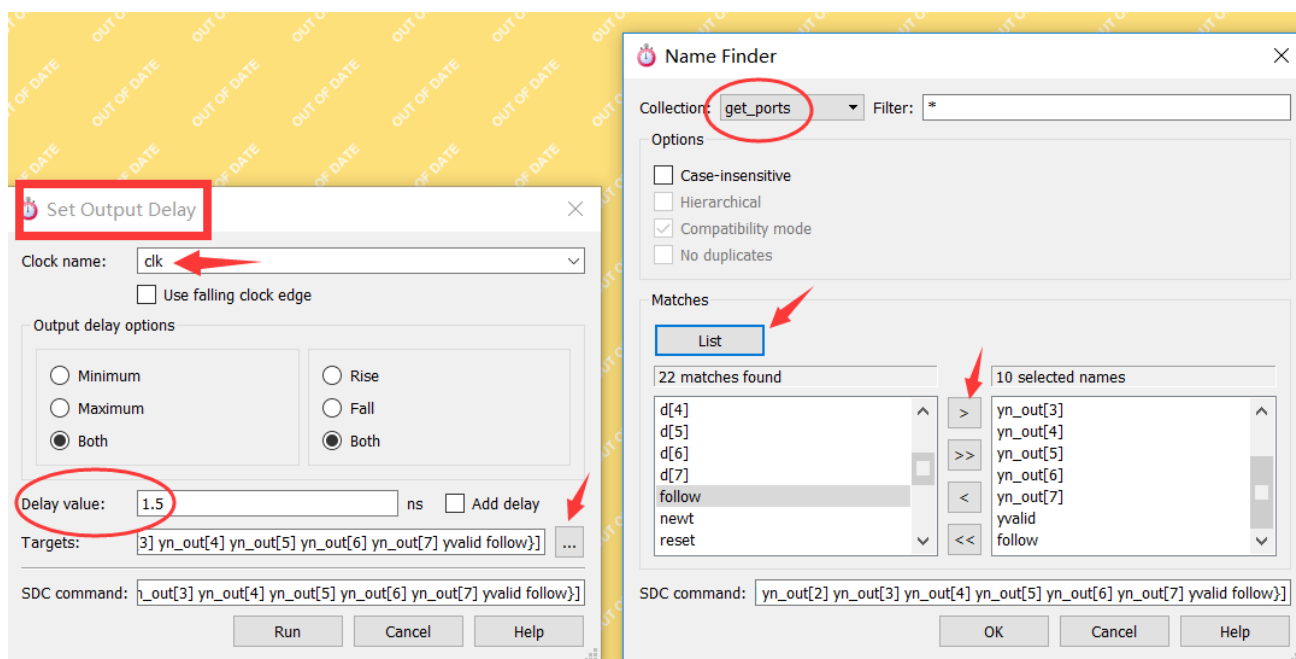 OUT OF DATE
Set Output Delay
Clock name:
clk
Use falling clock edge
Output delay options
Minimum
Maximum
Both
Rise
Fall
Both
Delay value:
1.5
ns
Add delay
Targets:
3] yn_out[4] yn_out[5] yn_out[6] yn_out[7] yvalid follow}]
...
SDC command:
_out[3] yn_out[4] yn_out[5] yn_out[6] yn_out[7] yvalid follow}]
Run
Cancel
Help
Name Finder
Collection:
get_ports
Filter:
*
Options
Case-insensitive
Hierarchical
Compatibility mode
No duplicates
Matches
List
22 matches found
d[4]
d[5]
d[6]
d[7]
follow
newt
reset
>
>>
<
<<
10 selected names
yn_out[3]
yn_out[4]
yn_out[5]
yn_out[6]
yn_out[7]
yvalid
follow
SDC command:
yn_out[2] yn_out[3] yn_out[4] yn_out[5] yn_out[6] yn_out[7] yvalid follow}]
OK
Cancel
Help